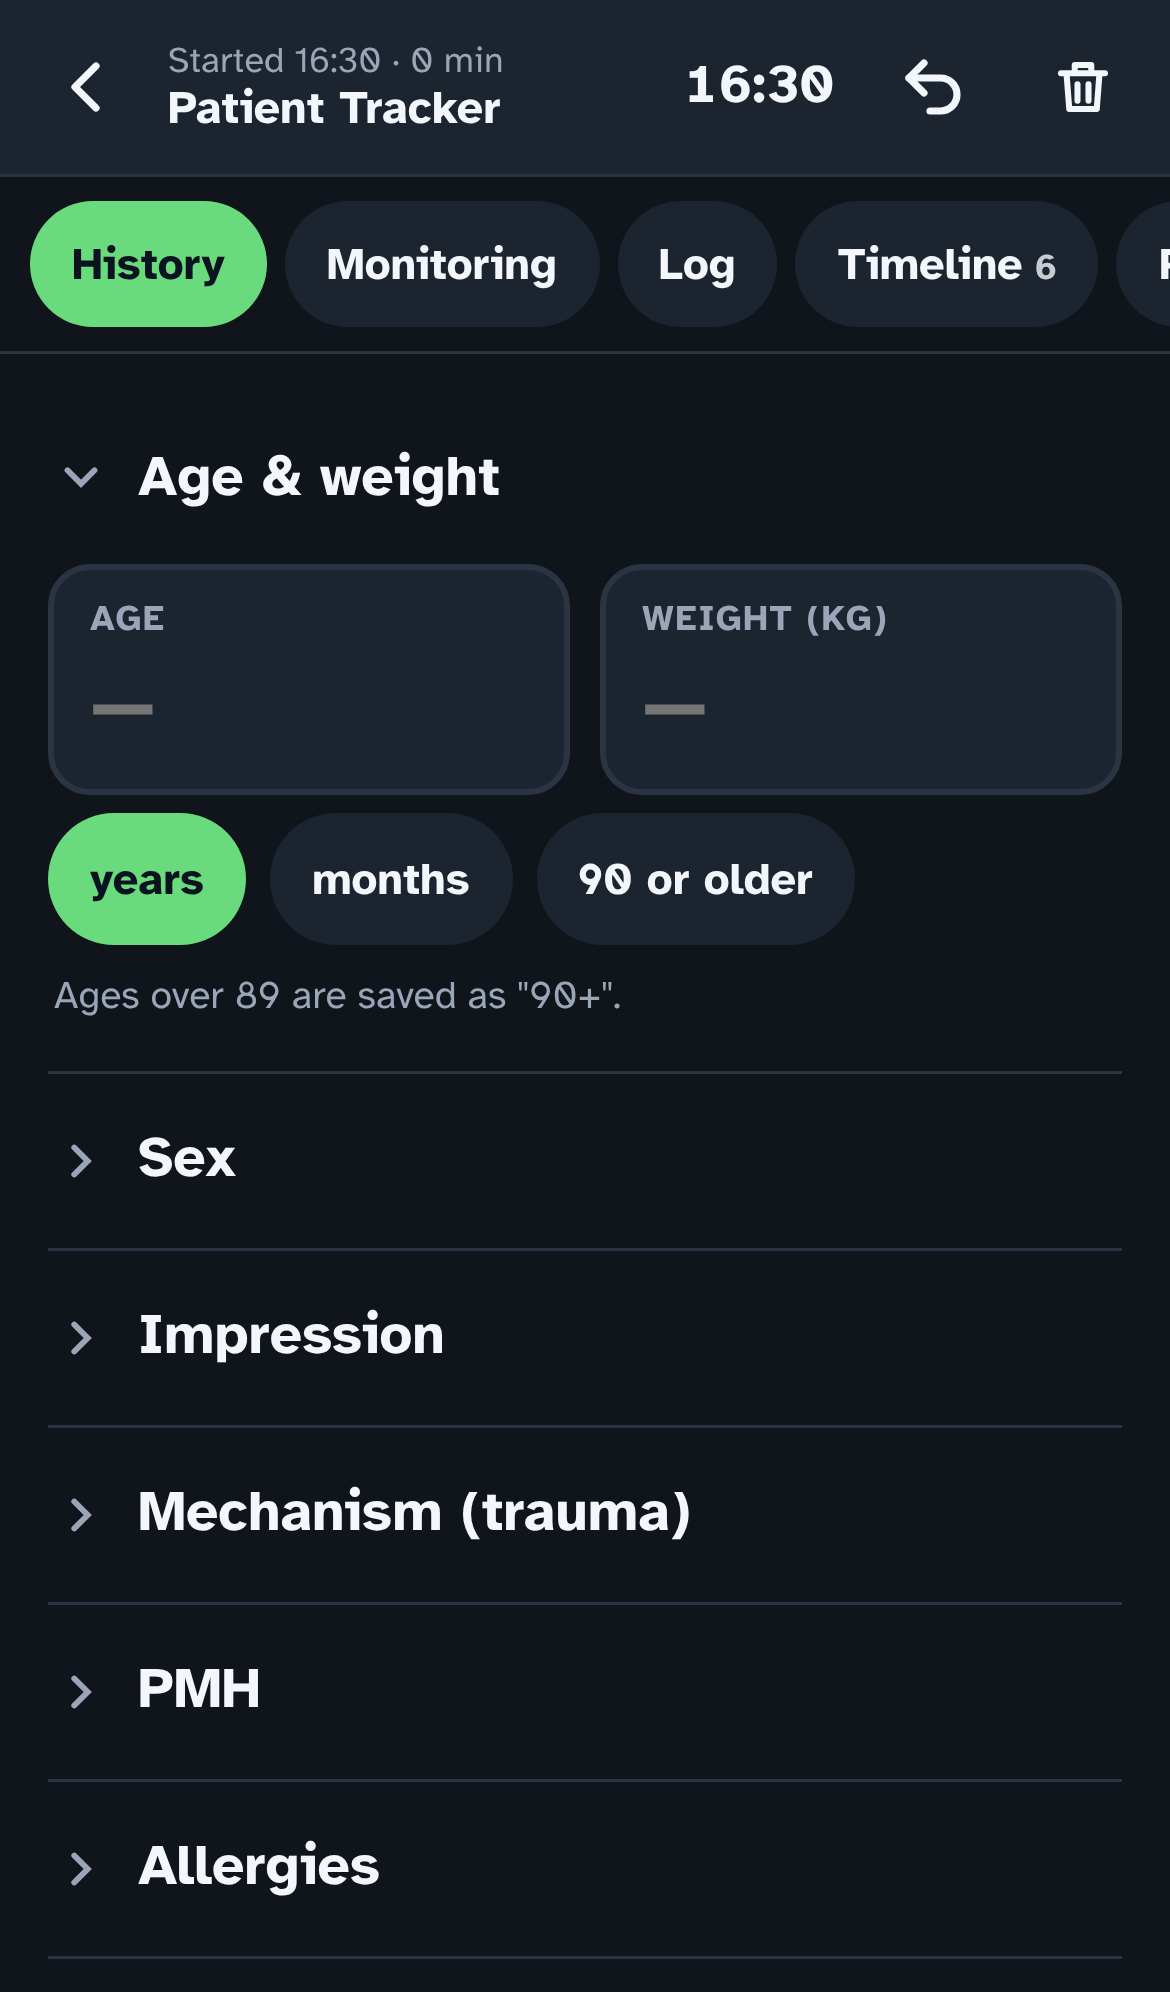 Started 16:30 · 0 min
Patient Tracker
16:30
History
Monitoring
Log
Timeline 6
Age & weight
AGE
—
WEIGHT (KG)
—
years
months
90 or older
Ages over 89 are saved as "90+".
Sex
Impression
Mechanism (trauma)
PMH
Allergies